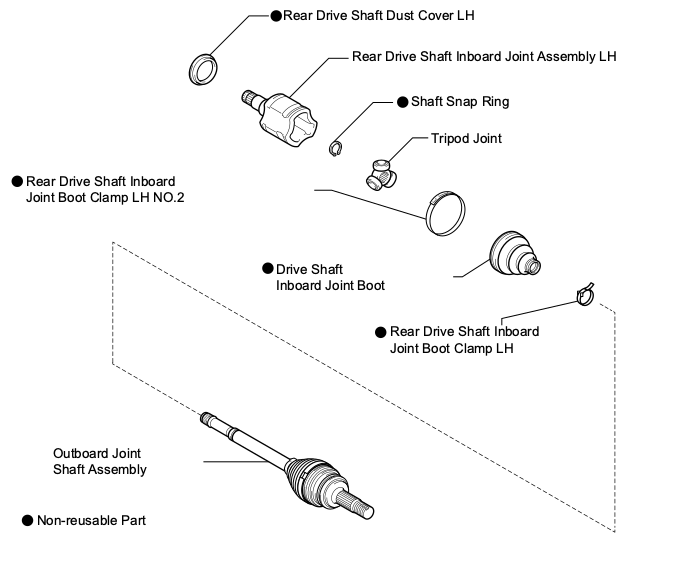 ●Rear Drive Shaft Dust Cover LH
Rear Drive Shaft Inboard Joint Assembly LH
● Shaft Snap Ring
Tripod Joint
● Rear Drive Shaft Inboard
Joint Boot Clamp LH NO.2
● Drive Shaft
Inboard Joint Boot
● Rear Drive Shaft Inboard
Joint Boot Clamp LH
Outboard Joint
Shaft Assembly
● Non-reusable Part